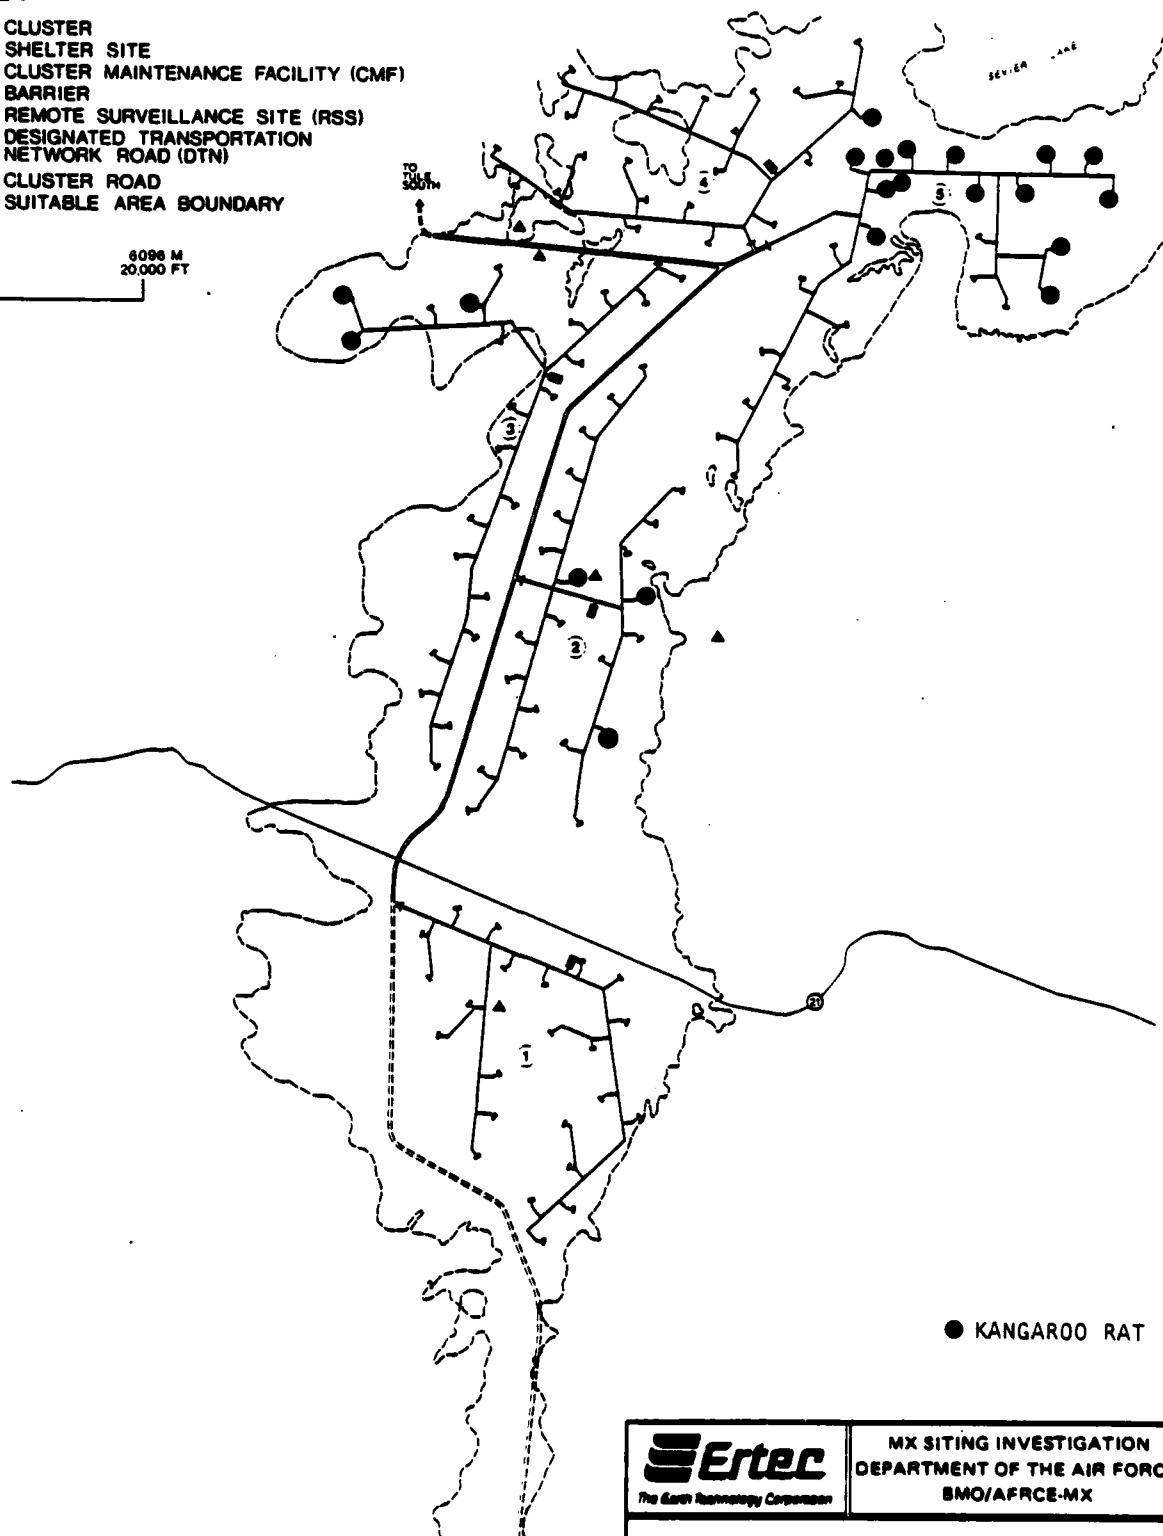 CLUSTER
SHELTER SITE
CLUSTER MAINTENANCE FACILITY (CMF)
BARRIER
REMOTE SURVEILLANCE SITE (RSS)
DESIGNATED TRANSPORTATION
NETWORK ROAD (DTN)
CLUSTER ROAD
SUITABLE AREA BOUNDARY
6096 M
20,000 FT
TO
TULE
SOUTH
SEVIER LAKE
4
5
3
2
21
1
KANGAROO RAT
Ertec
The Earth Technology Corporation
MX SITING INVESTIGATION
DEPARTMENT OF THE AIR FORC
BMO/AFRCE-MX